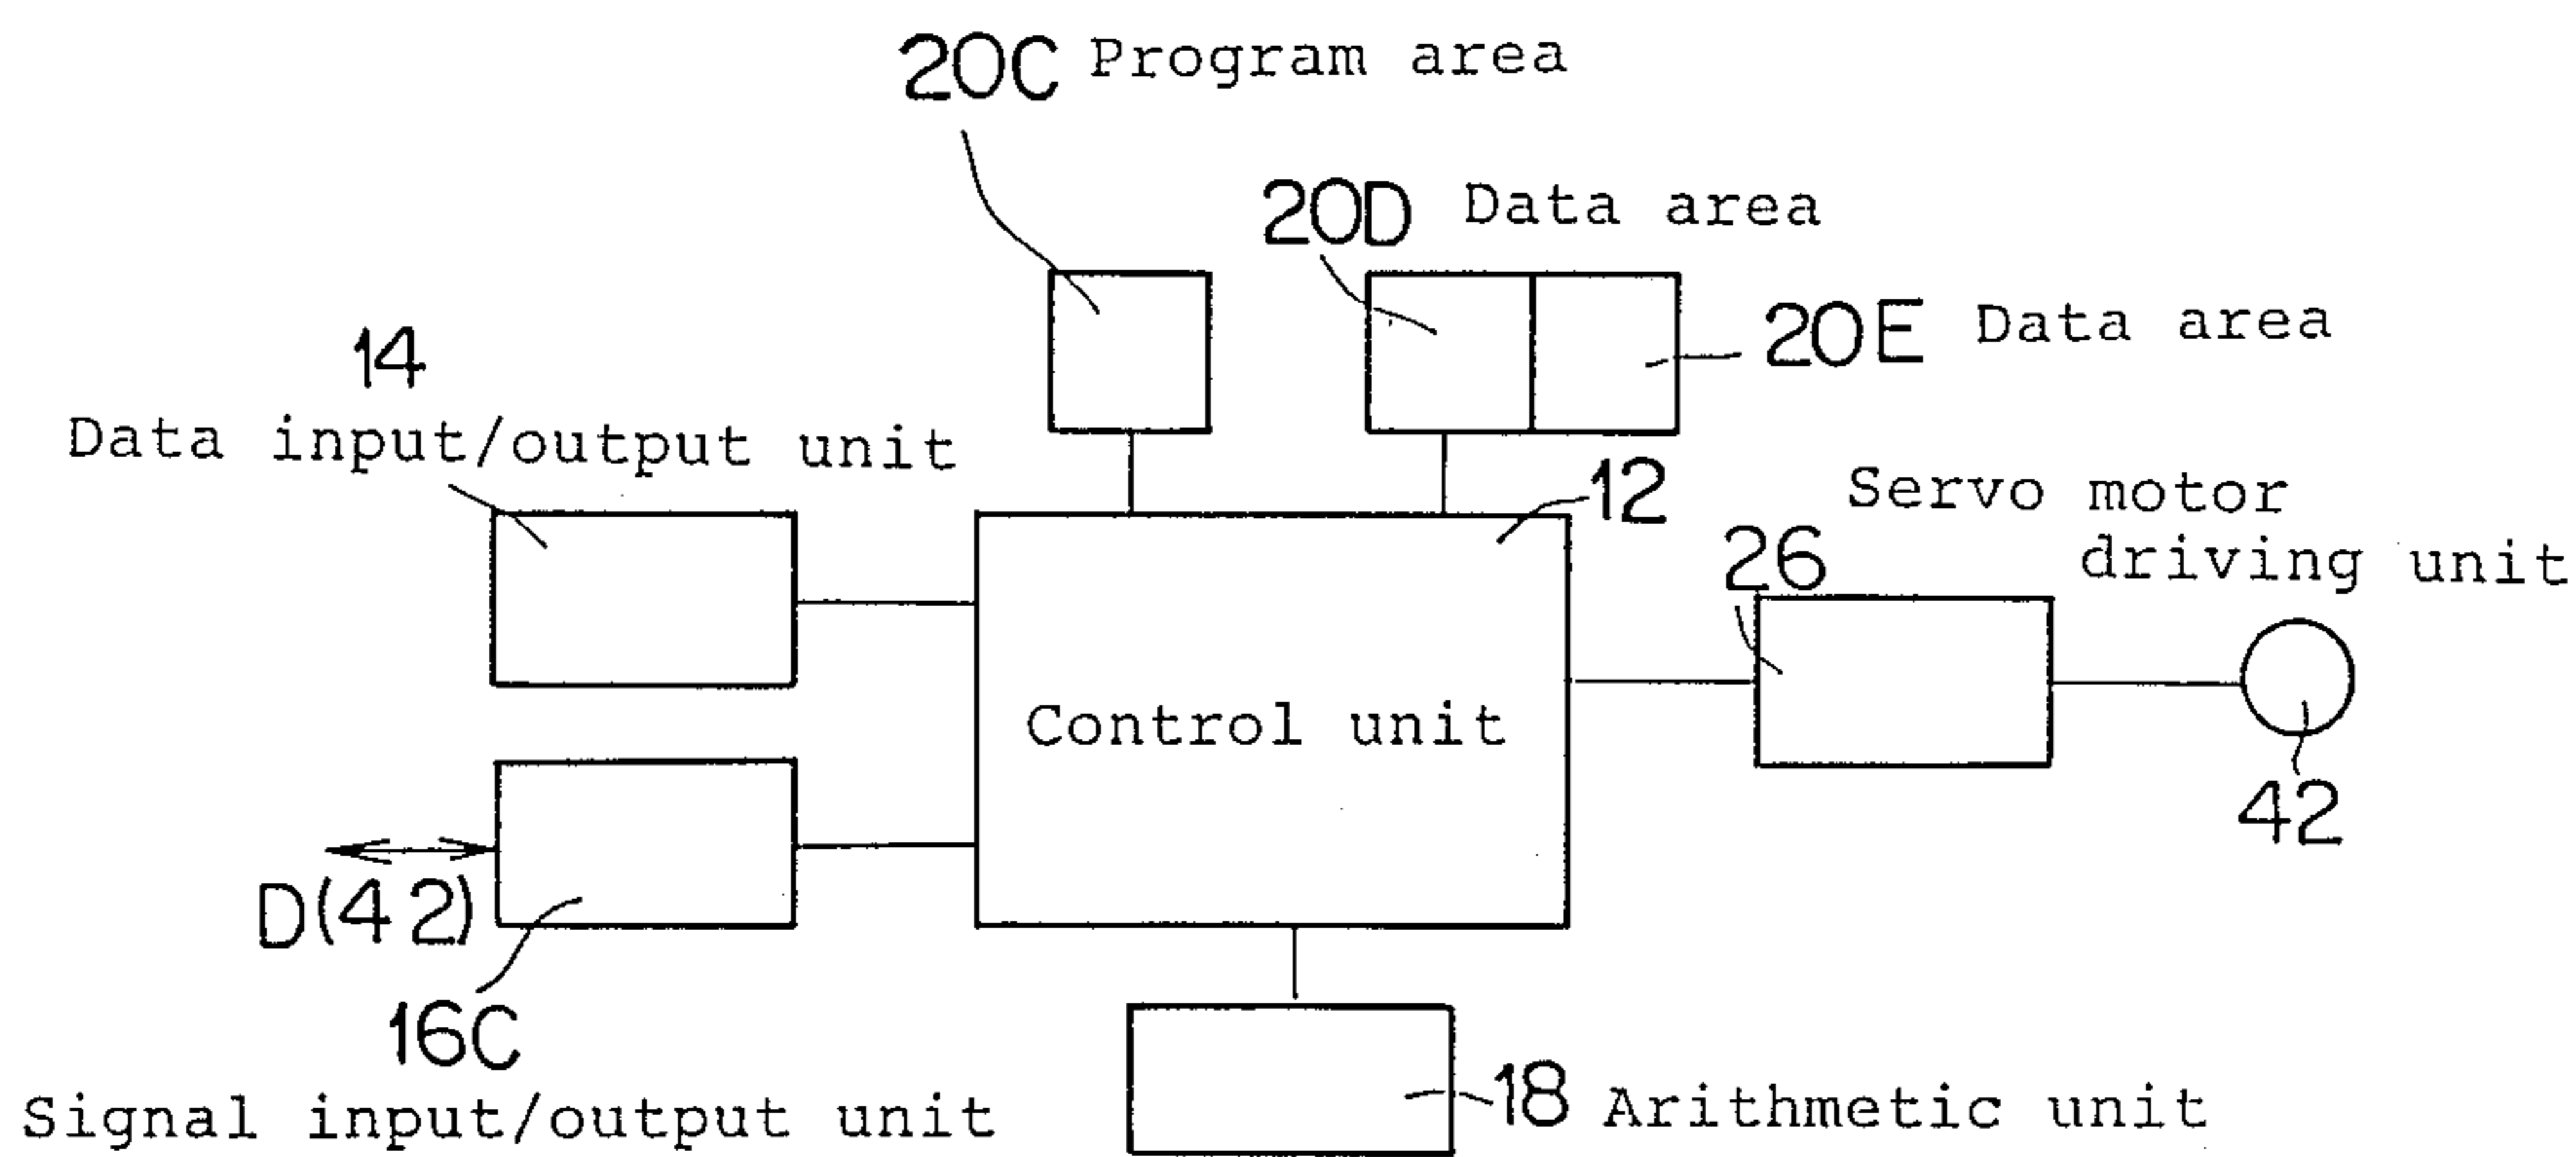 20C Program area
20D Data area
20E Data area
14
Data input/output unit
12
Servo motor
driving unit
26
Control unit
42
D(42)
16C
Signal input/output unit
18 Arithmetic unit